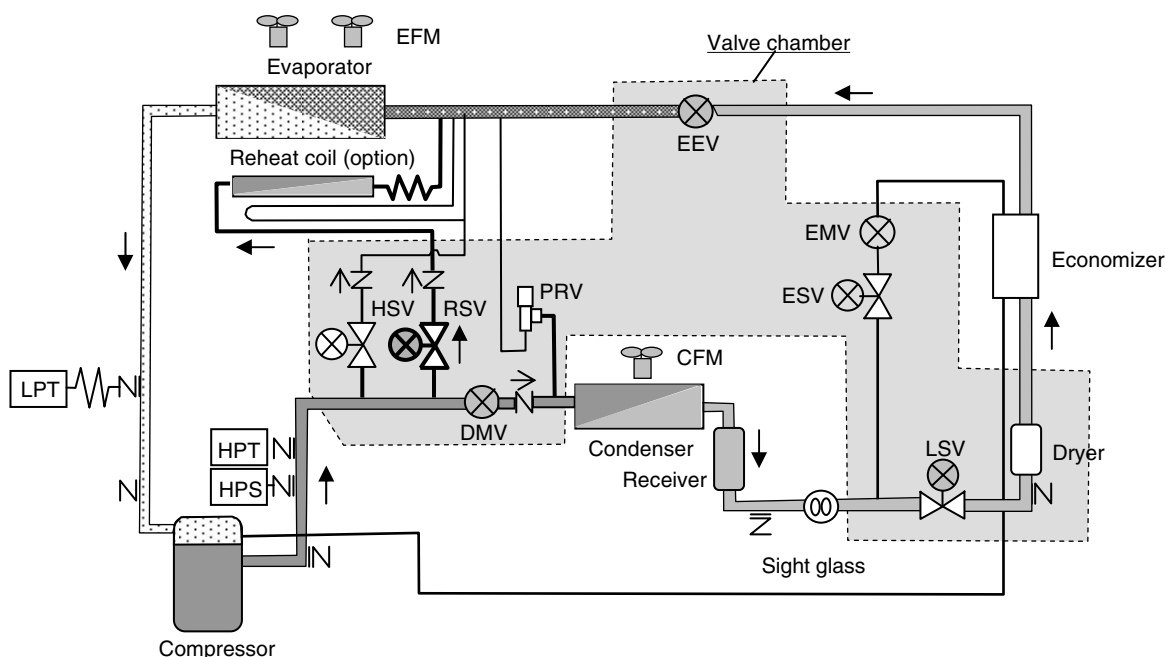 EFM
Valve chamber
Evaporator
EEV
Reheat coil (option)
EMV
Economizer
ESV
PRV
HSV
RSV
CFM
LPT
DMV
HPT
Condenser
LSV
Dryer
Receiver
HPS
Sight glass
Compressor